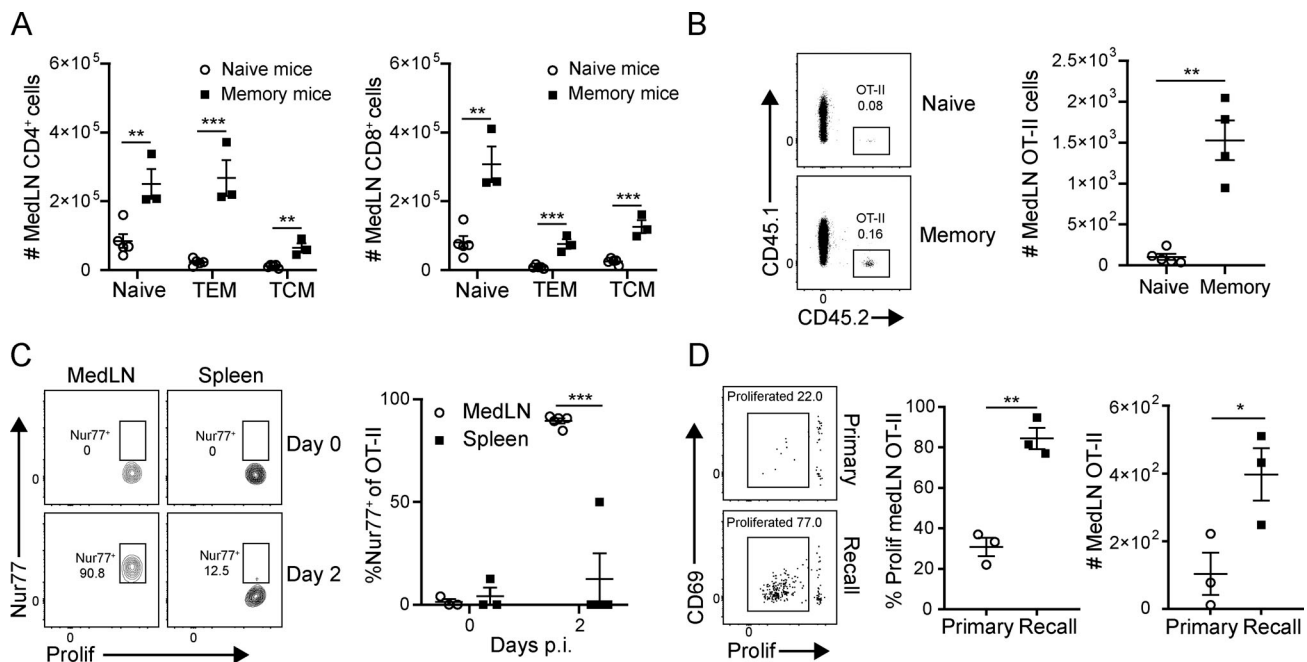 A
6×10⁵
4×10⁵
2×10⁵
0
# MedLN CD4⁺ cells
Naive mice
Memory mice
**
***
**
Naive TEM TCM
6×10⁵
4×10⁵
2×10⁵
0
# MedLN CD8⁺ cells
Naive mice
Memory mice
**
***
***
Naive TEM TCM
B
OT-II
0.08
0
Naive
OT-II
0.16
0
Memory
0
CD45.1
CD45.2
# MedLN OT-II cells
2.5×10³
2×10³
1.5×10³
1×10³
5×10²
0
**
Naive Memory
C
MedLN Spleen
Nur77⁺
0
0
Nur77⁺
0
Day 0
Nur77⁺
90.8
0
Nur77⁺
12.5
Day 2
0 0
Nur77
Prolif
%Nur77⁺ of OT-II
100
50
0
MedLN
Spleen
***
0 2
Days p.i.
D
Proliferated 22.0
0
Primary
Proliferated 77.0
0
Recall
0
CD69
Prolif
% Prolif medLN OT-II
100
80
60
40
20
0
**
Primary Recall
# MedLN OT-II
6×10²
4×10²
2×10²
0
*
Primary Recall